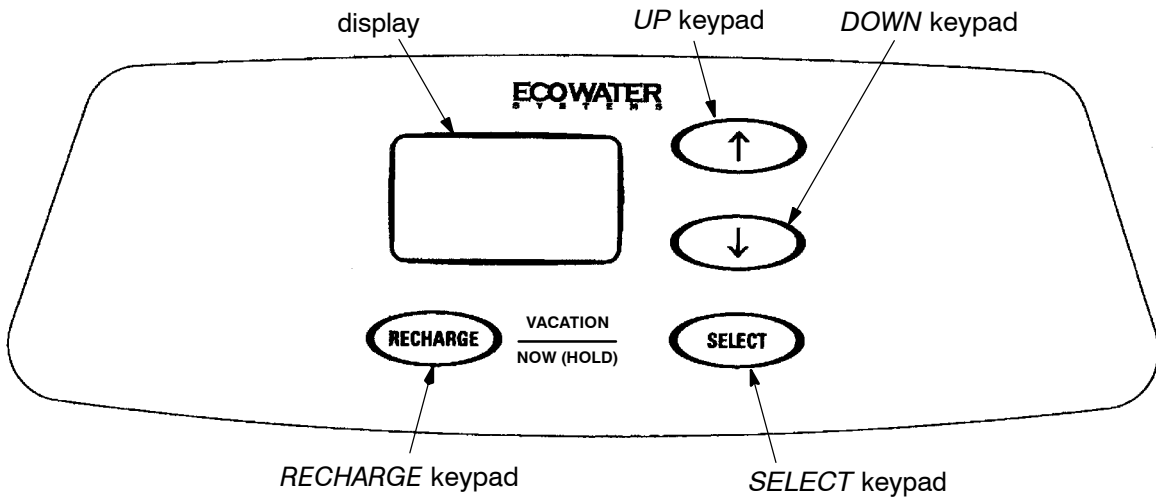 display
UP keypad
DOWN keypad
ECOWATER
SYSTEMS
↑
↓
RECHARGE
VACATION
NOW (HOLD)
SELECT
RECHARGE keypad
SELECT keypad